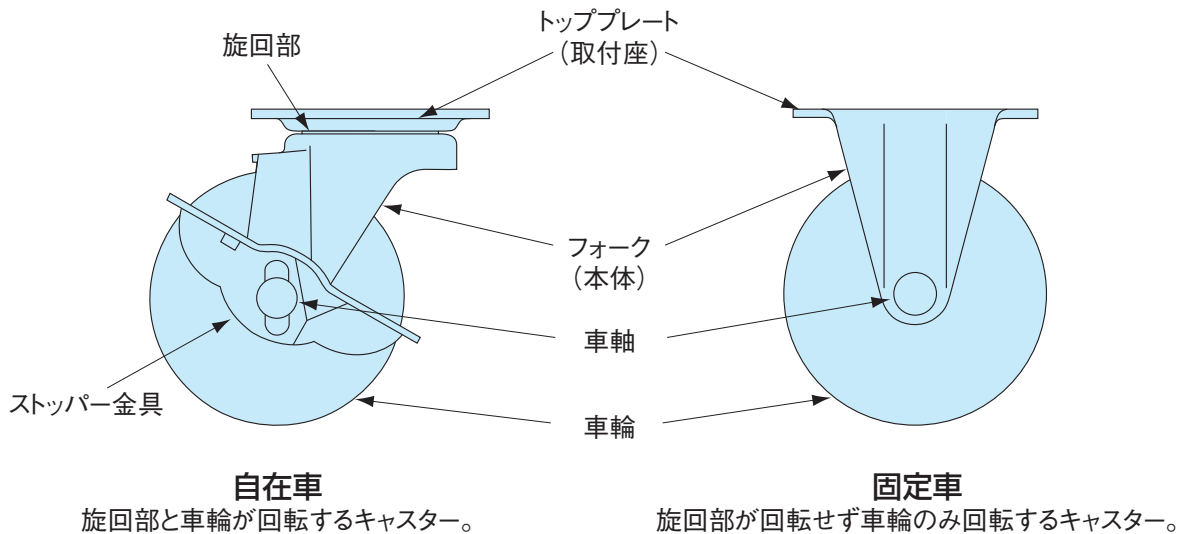 トッププレート
（取付座）
旋回部
フォーク
（本体）
車軸
ストッパー金具
車輪
自在車
旋回部と車輪が回転するキャスター。
固定車
旋回部が回転せず車輪のみ回転するキャスター。